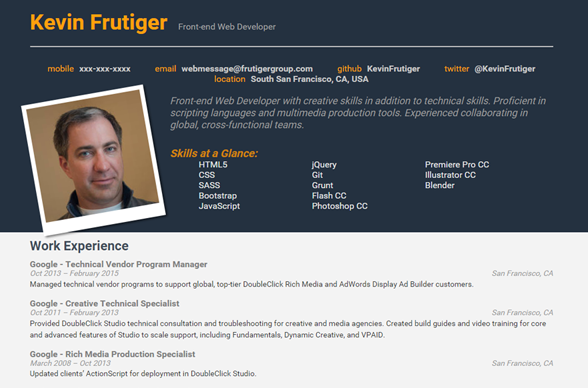 Kevin Frutiger Front-end Web Developer
mobile xxx-xxx-xxxx email webmessage@frutigergroup.com github KevinFrutiger twitter @KevinFrutiger
location South San Francisco, CA, USA
Front-end Web Developer with creative skills in addition to technical skills. Proficient in
scripting languages and multimedia production tools. Experienced collaborating in
global, cross-functional teams.
Skills at a Glance:
HTML5 jQuery Premiere Pro CC
CSS Git Illustrator CC
SASS Grunt Blender
Bootstrap Flash CC
JavaScript Photoshop CC
Work Experience
Google - Technical Vendor Program Manager
Oct 2013 – February 2015 San Francisco, CA
Managed technical vendor programs to support global, top-tier DoubleClick Rich Media and AdWords Display Ad Builder customers.
Google - Creative Technical Specialist
Oct 2011 – February 2013 San Francisco, CA
Provided DoubleClick Studio technical consultation and troubleshooting for creative and media agencies. Created build guides and video training for core
and advanced features of Studio to scale support, including Fundamentals, Dynamic Creative, and VPAID.
Google - Rich Media Production Specialist
March 2008 – Oct 2013 San Francisco, CA
Updated clients' ActionScript for deployment in DoubleClick Studio.